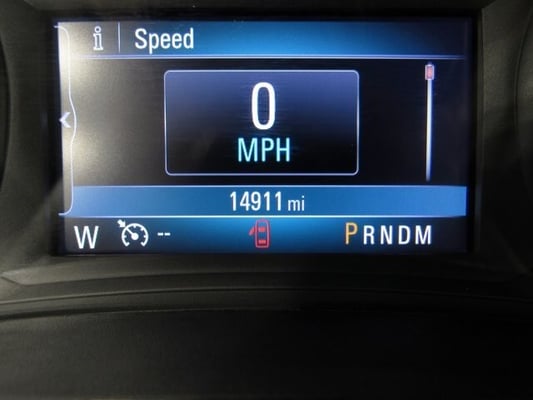 i Speed
0
MPH
14911 mi
W -- PRNDM